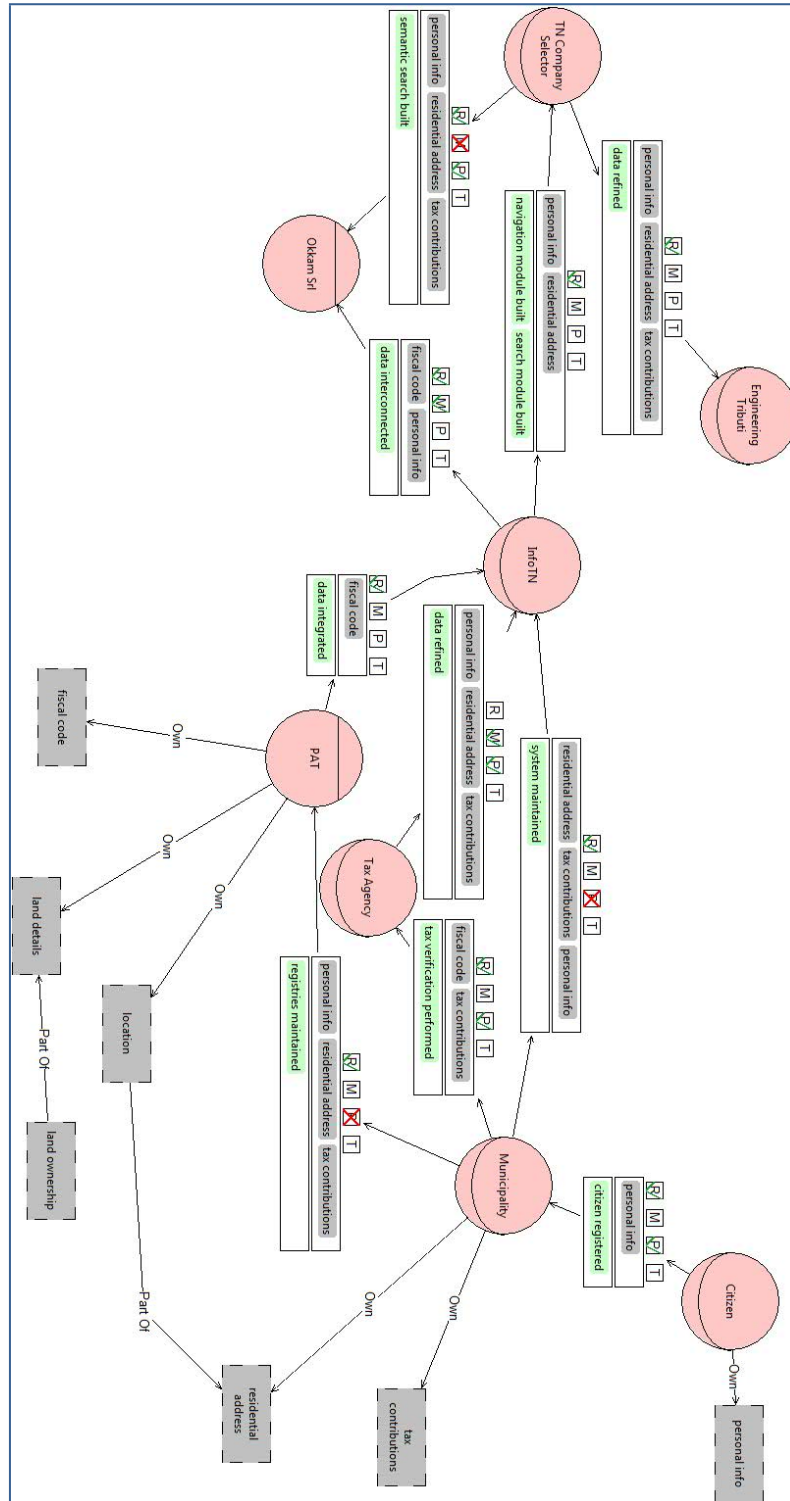 Engineering
Tributi
Citizen
Own
personal info
R M P T
personal info residential address tax contributions
data refined
R M P T
personal info
citizen registered
TN Company
Selector
R M P T
personal info residential address
navigation module built search module built
InfoTN
R M P T
residential address tax contributions personal info
system maintained
Municipality
R M P T
personal info residential address tax contributions
semantic search built
R M P T
personal info residential address tax contributions
data refined
R M P T
fiscal code tax contributions
tax verification performed
Own
tax
contributions
Okkam Srl
R M P T
fiscal code personal info
data interconnected
Tax Agency
R M P T
fiscal code
data integrated
R M P T
personal info residential address tax contributions
registries maintained
Own
PAT
residential
address
Own
Own
Own
Part Of
fiscal code
land details
location
Part Of
land ownership